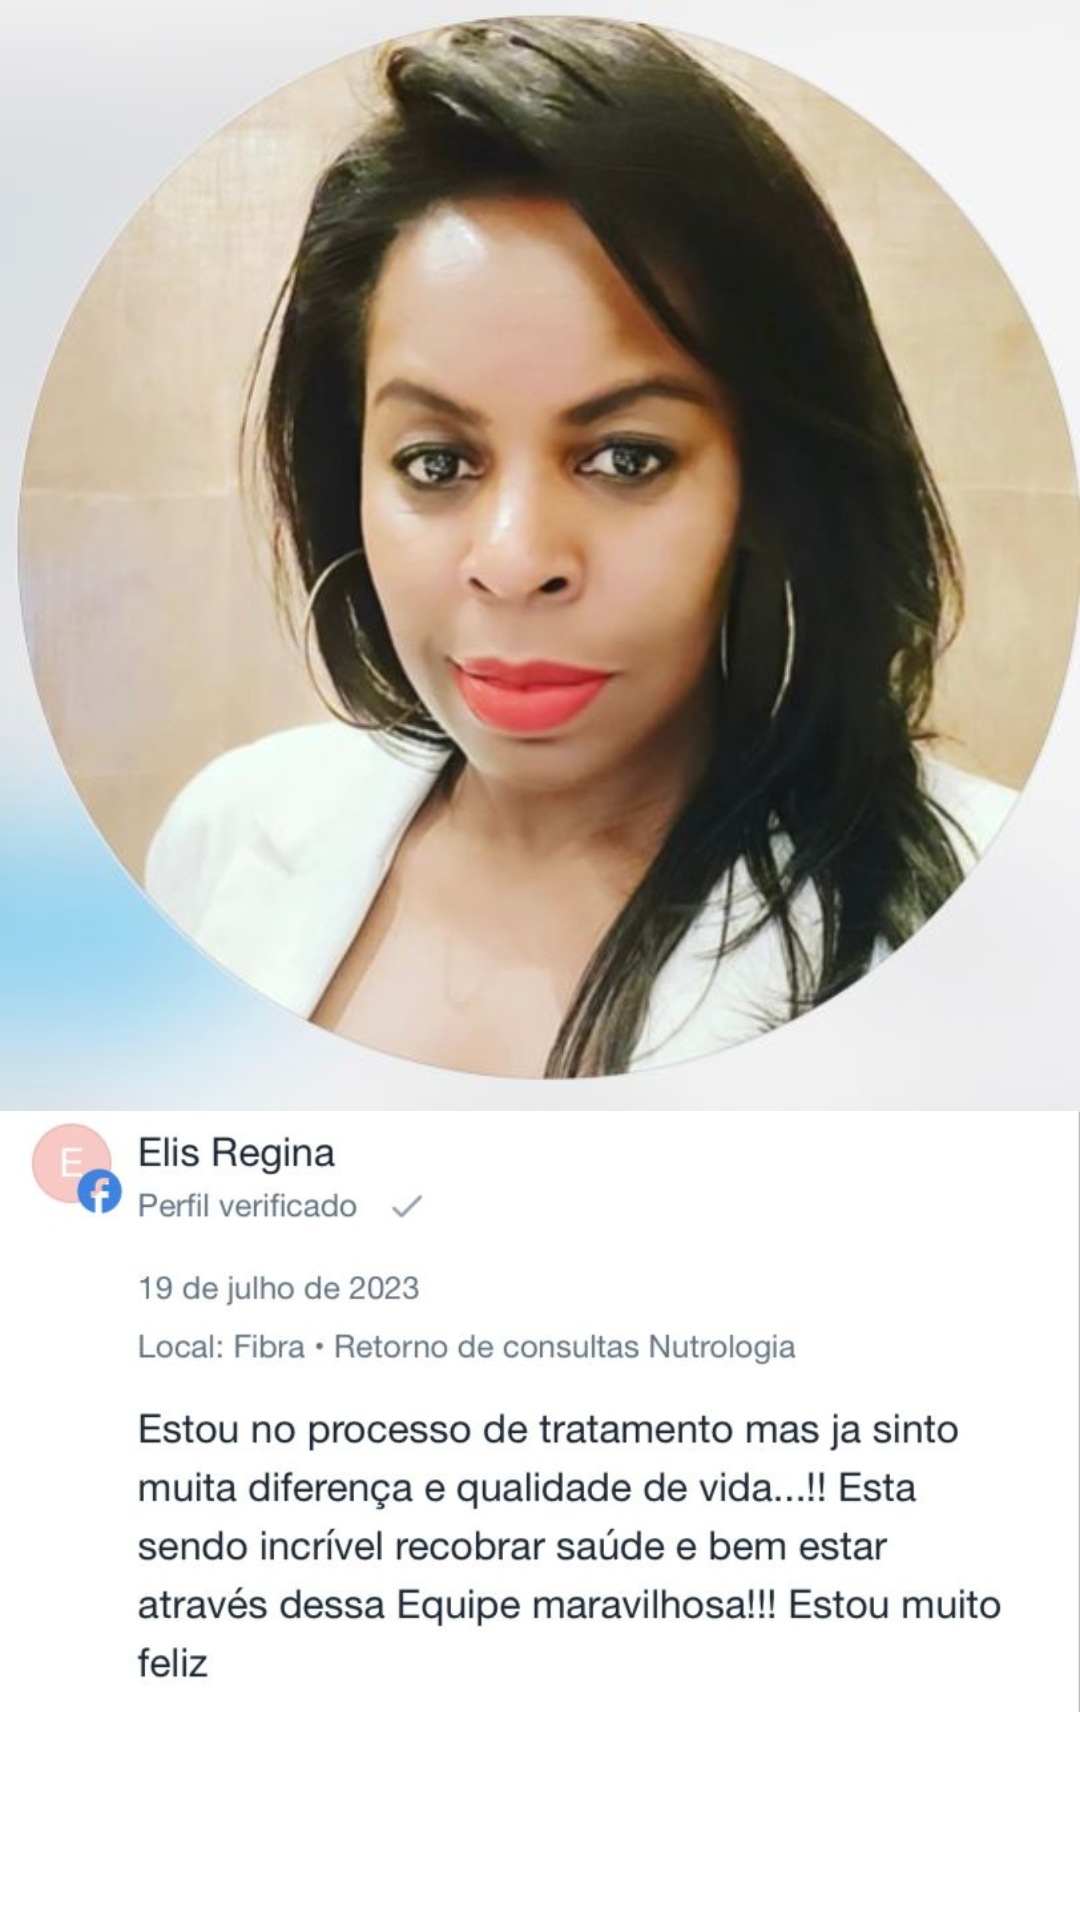 E
Elis Regina
Perfil verificado
19 de julho de 2023
Local: Fibra • Retorno de consultas Nutrologia
Estou no processo de tratamento mas ja sinto
muita diferença e qualidade de vida...!! Esta
sendo incrível recobrar saúde e bem estar
através dessa Equipe maravilhosa!!! Estou muito
feliz